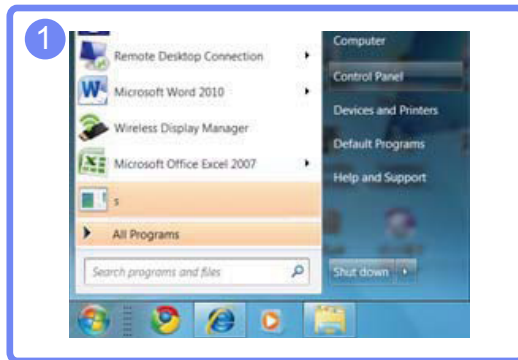 1
Remote Desktop Connection
Microsoft Word 2010
Wireless Display Manager
Microsoft Office Excel 2007
s
All Programs
Search programs and files
Computer
Control Panel
Devices and Printers
Default Programs
Help and Support
Shut down